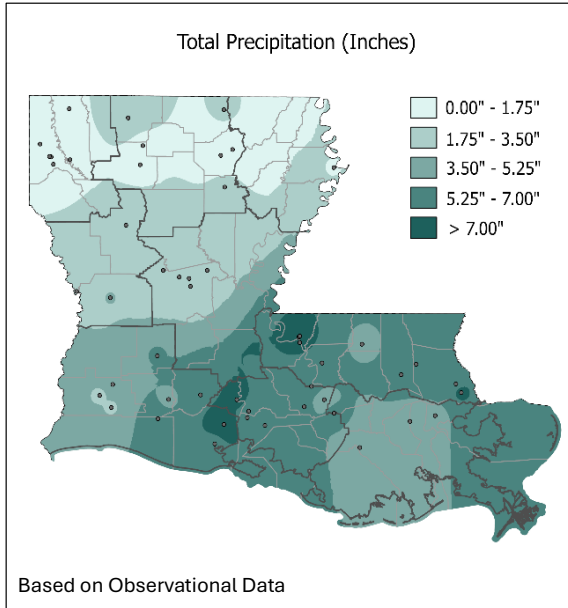 Total Precipitation (Inches)
0.00" - 1.75"
1.75" - 3.50"
3.50" - 5.25"
5.25" - 7.00"
> 7.00"
Based on Observational Data